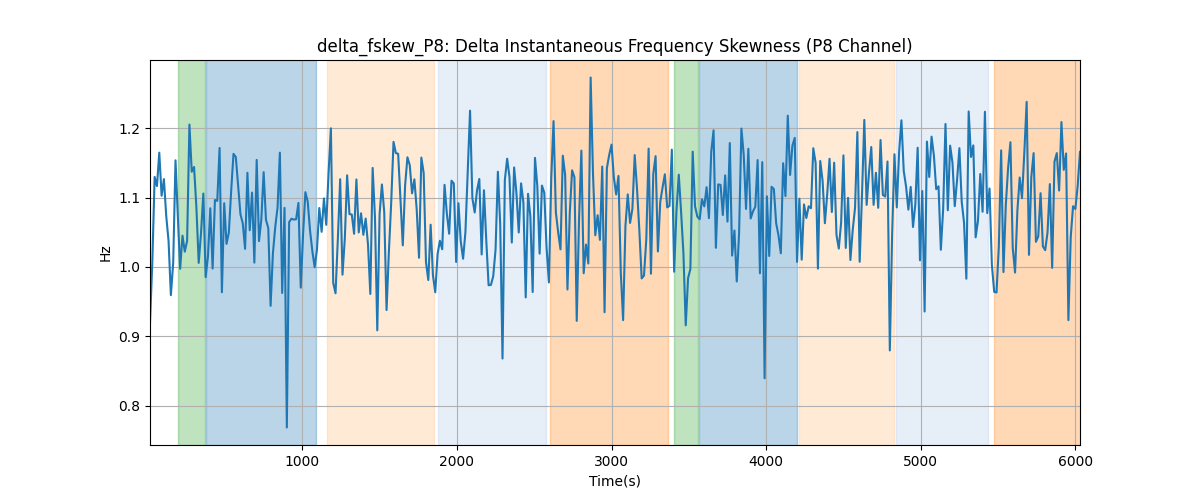 delta_fskew_P8: Delta Instantaneous Frequency Skewness (P8 Channel)
Hz
1.2
1.1
1.0
0.9
0.8
1000 2000 3000 4000 5000 6000
Time(s)